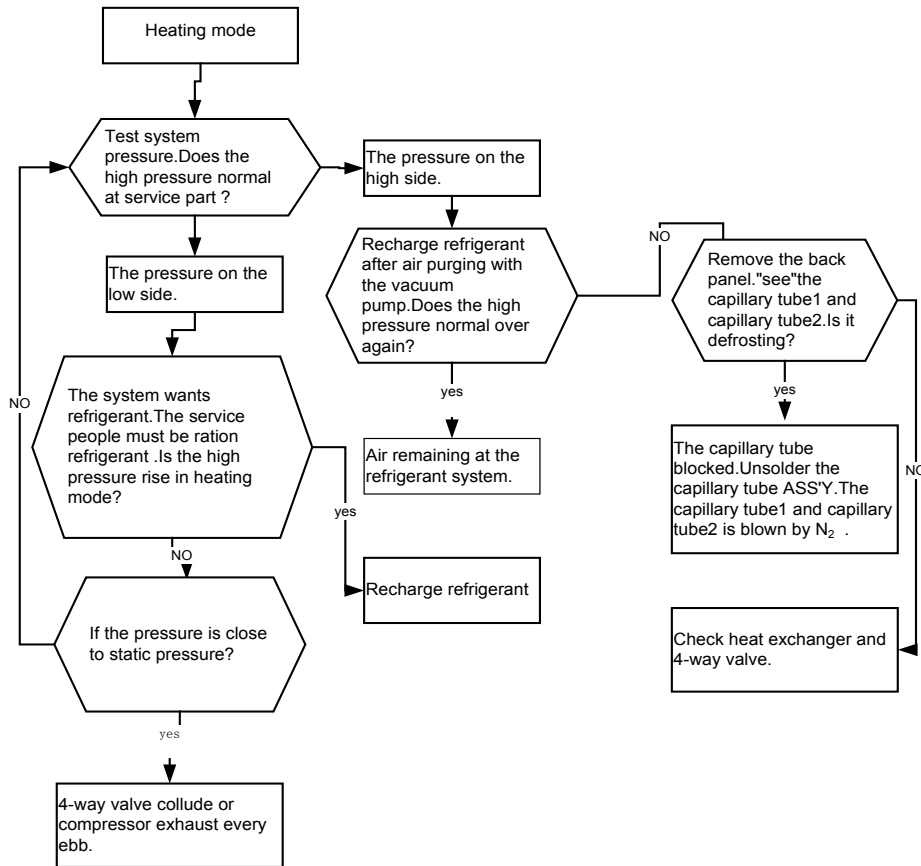 Heating mode
Test system
pressure.Does the
high pressure normal
at service part ?
The pressure on the
high side.
The pressure on the
low side.
Recharge refrigerant
after air purging with
the vacuum
pump.Does the high
pressure normal over
again?
NO
Remove the back
panel."see"the
capillary tube1 and
capillary tube2.Is it
defrosting?
NO
The system wants
refrigerant.The service
people must be ration
refrigerant .Is the high
pressure rise in heating
mode?
yes
yes
Air remaining at the
refrigerant system.
The capillary tube
blocked.Unsolder the
capillary tube ASS'Y.The
capillary tube1 and capillary
tube2 is blown by N₂ .
NO
yes
NO
Recharge refrigerant
If the pressure is close
to static pressure?
Check heat exchanger and
4-way valve.
yes
4-way valve collude or
compressor exhaust every
ebb.